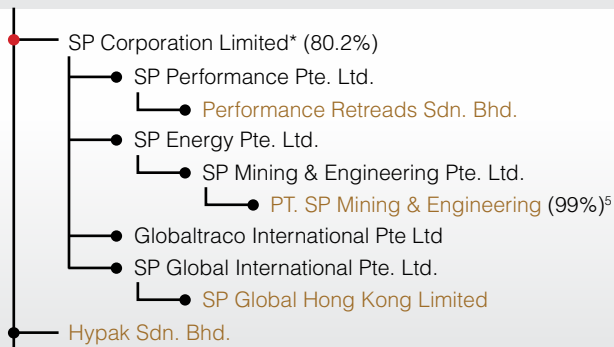 SP Corporation Limited* (80.2%)
SP Performance Pte. Ltd.
Performance Retreads Sdn. Bhd.
SP Energy Pte. Ltd.
SP Mining & Engineering Pte. Ltd.
PT. SP Mining & Engineering (99%)⁵
Globaltraco International Pte Ltd
SP Global International Pte. Ltd.
SP Global Hong Kong Limited
Hypak Sdn. Bhd.